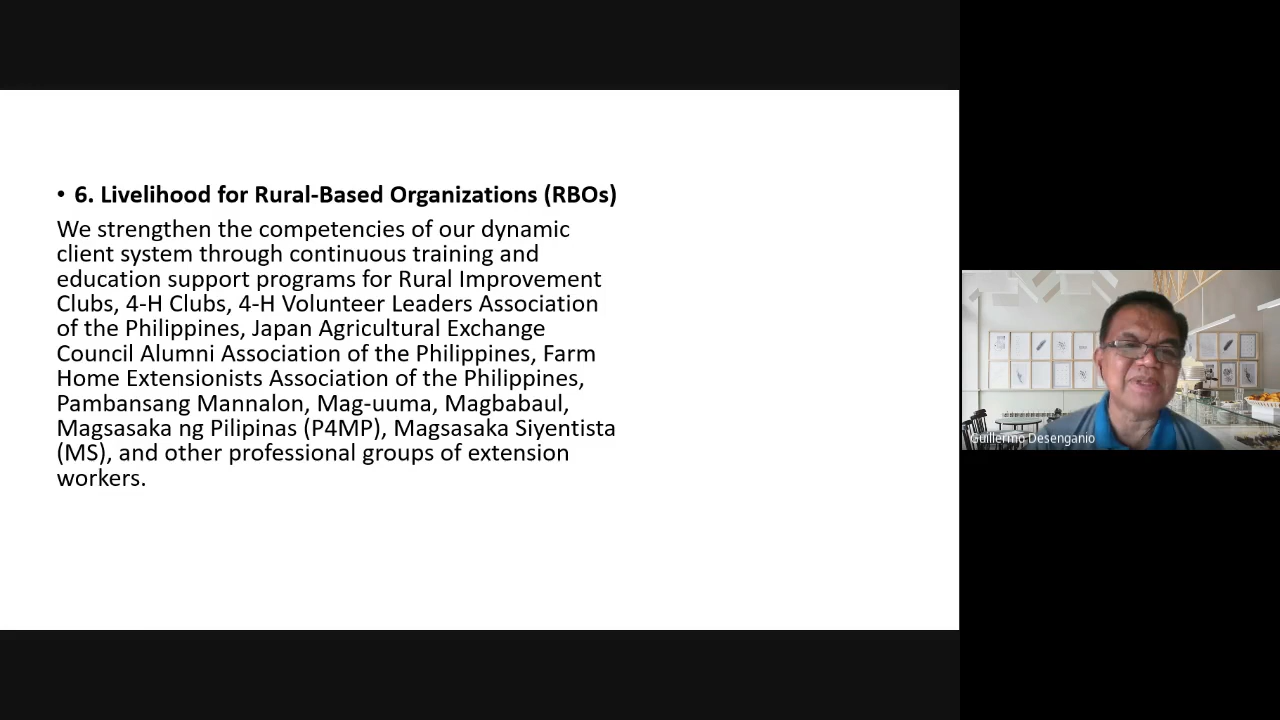 • 6. Livelihood for Rural-Based Organizations (RBOs)
We strengthen the competencies of our dynamic
client system through continuous training and
education support programs for Rural Improvement
Clubs, 4-H Clubs, 4-H Volunteer Leaders Association
of the Philippines, Japan Agricultural Exchange
Council Alumni Association of the Philippines, Farm
Home Extensionists Association of the Philippines,
Pambansang Mannalon, Mag-uuma, Magbabaul,
Magsasaka ng Pilipinas (P4MP), Magsasaka Siyentista
(MS), and other professional groups of extension
workers.
Guillermo Desenganio